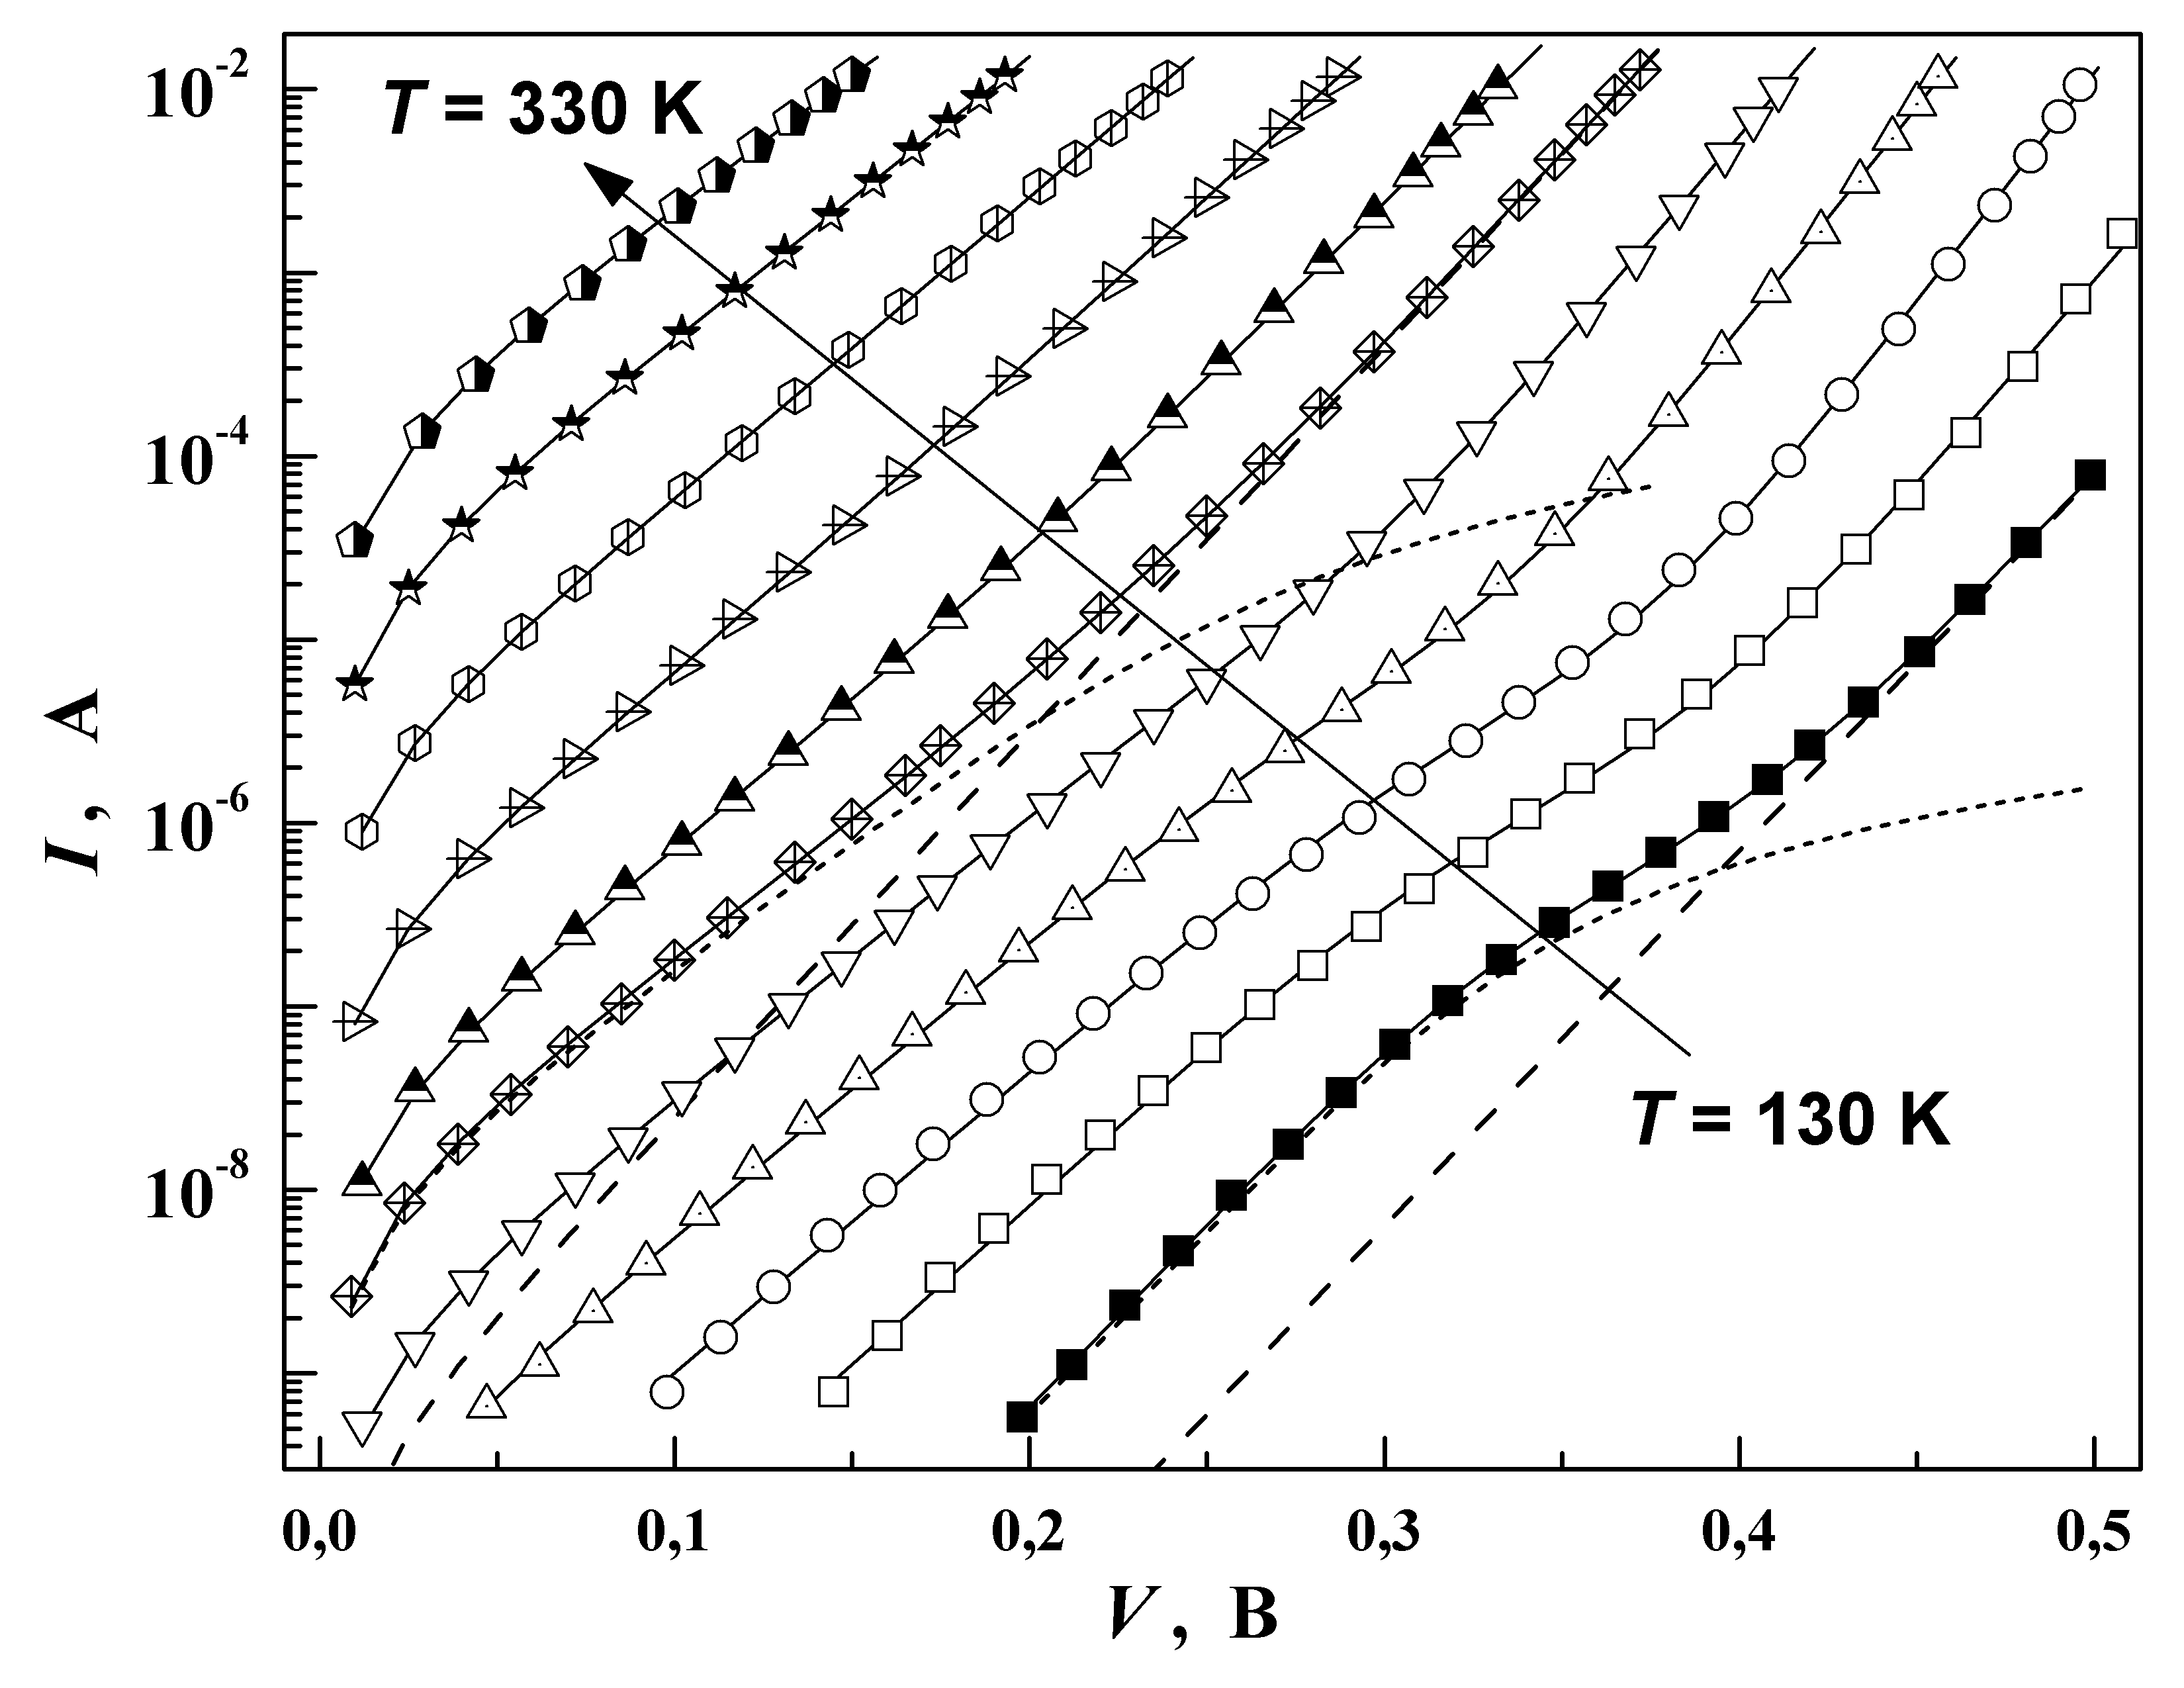 10⁻²
T = 330 K
10⁻⁴
I, A
10⁻⁶
T = 130 K
10⁻⁸
0,0 0,1 0,2 0,3 0,4 0,5
V, В